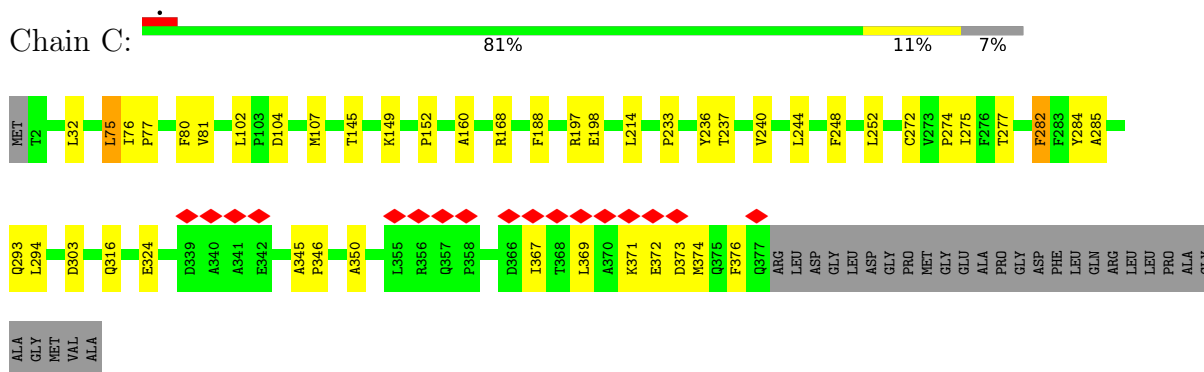 Chain C:
81% 11% 7%
MET T2 L32 L75 I76 P77 F80 V81 L102 P103 D104 M107 T145 K149 P152 A160 R168 F188 R197 E198 L214 P233 Y236 T237 V240 L244 F248 L252 C272 V273 P274 I275 F276 T277 F282 F283 Y284 A285
Q293 L294 D303 Q316 E324 D339 A340 A341 E342 A345 P346 A350 L355 R356 Q357 P358 D366 I367 T368 L369 A370 K371 E372 D373 M374 Q375 F376 Q377 ARG LEU ASP GLY LEU ASP GLY PRO MET GLY GLU ALA PRO GLY ASP PHE LEU GLN ARG LEU LEU PRO ALA
ALA GLY MET VAL ALA